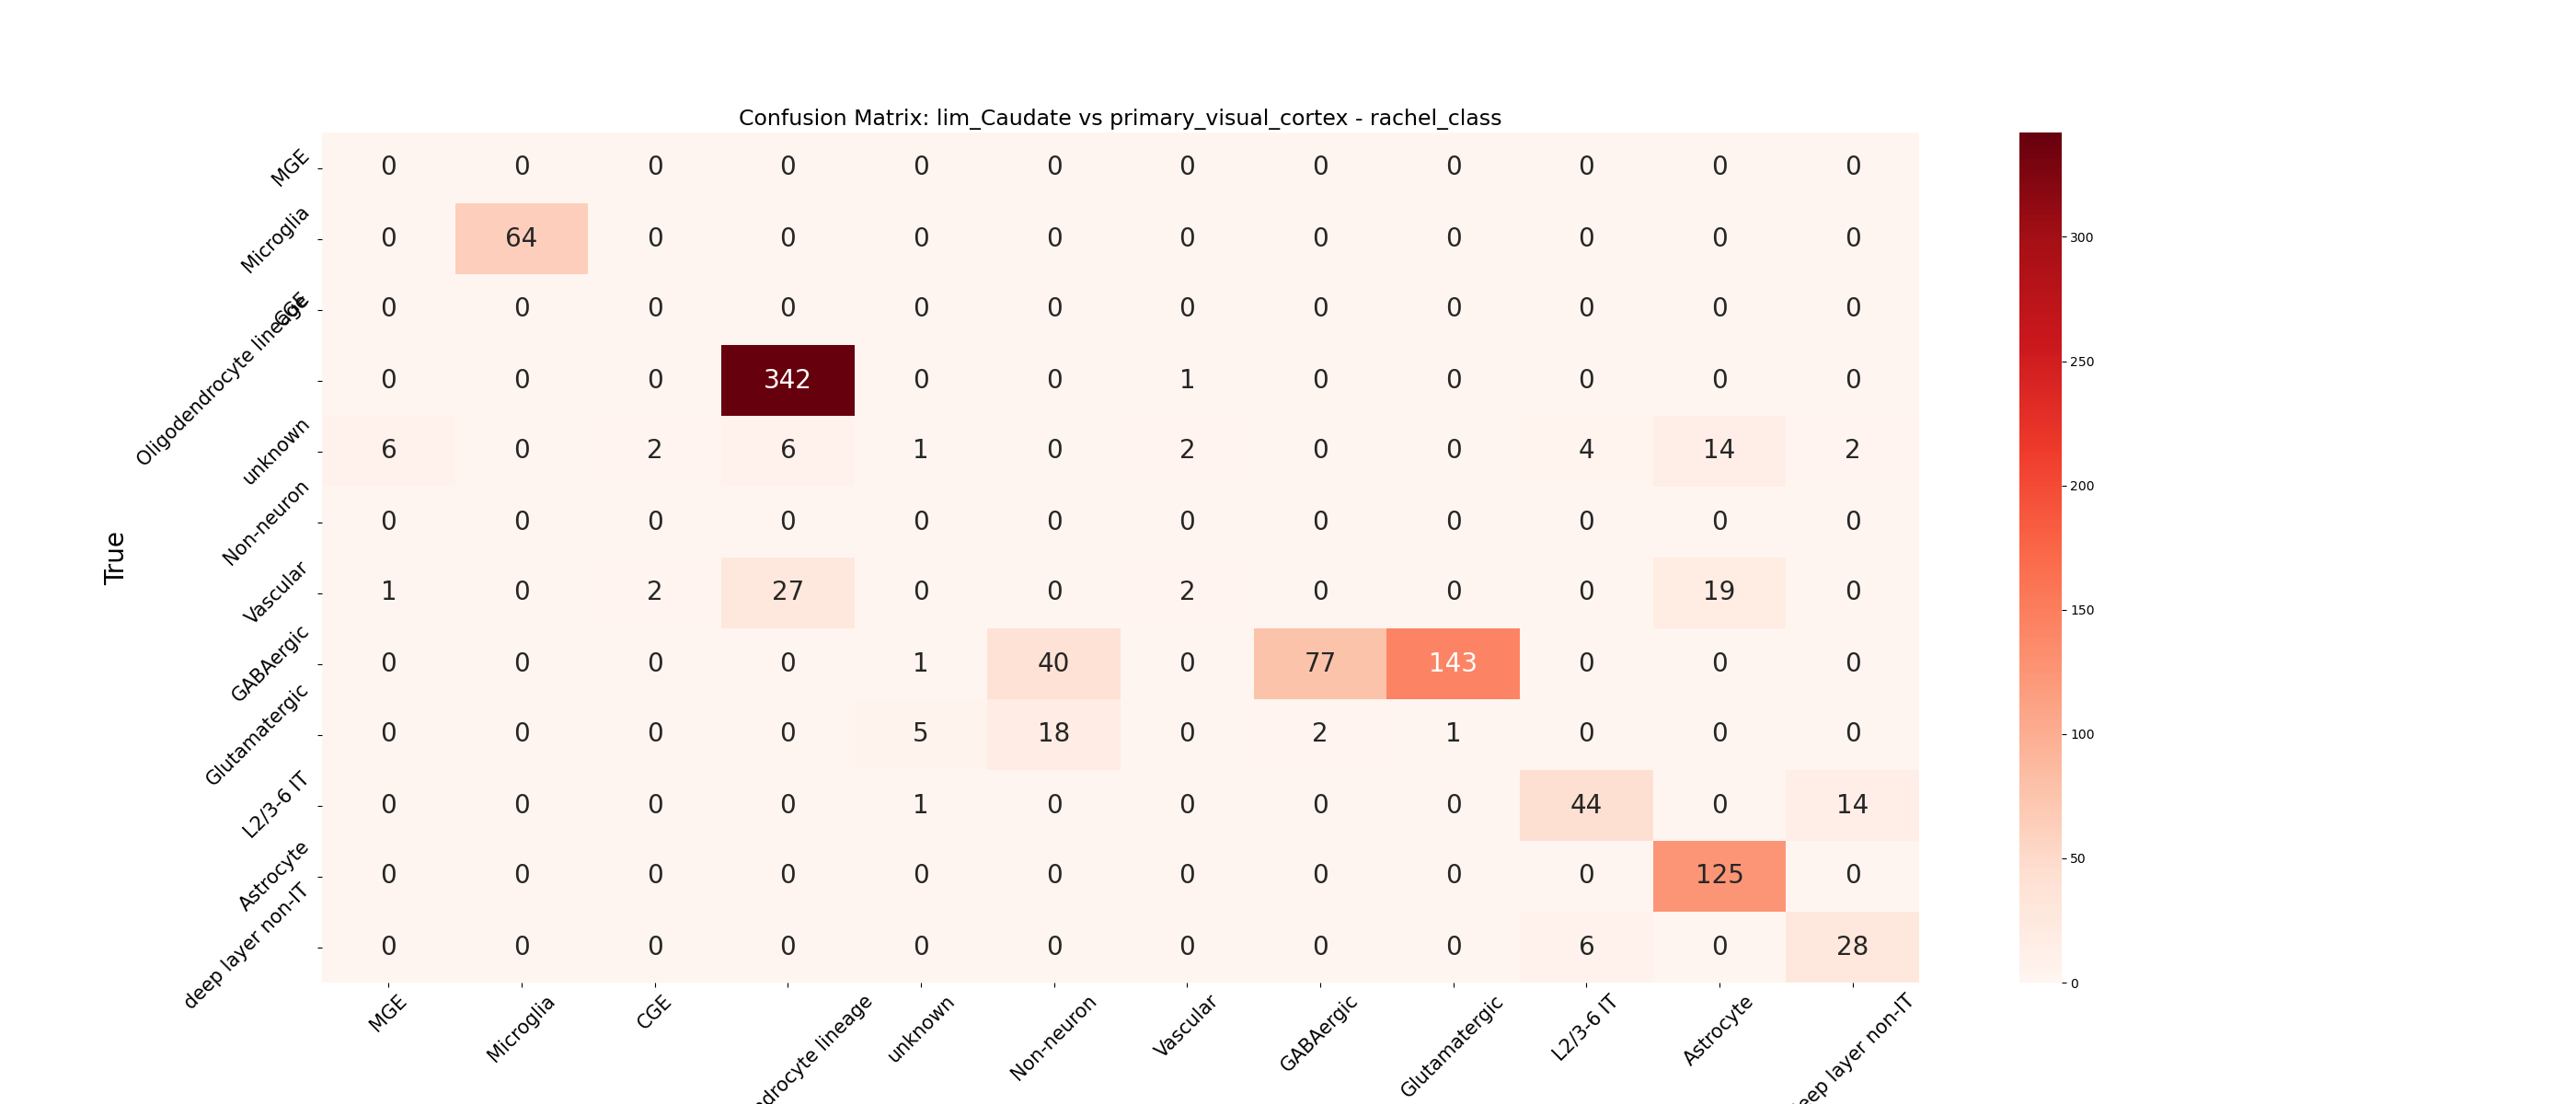 Confusion Matrix: lim_Caudate vs primary_visual_cortex - rachel_class
True
MGE 0 0 0 0 0 0 0 0 0 0 0 0
Microglia 0 64 0 0 0 0 0 0 0 0 0 0
CGE 0 0 0 0 0 0 0 0 0 0 0 0
Oligodendrocyte lineage 0 0 0 342 0 0 1 0 0 0 0 0
unknown 6 0 2 6 1 0 2 0 0 4 14 2
Non-neuron 0 0 0 0 0 0 0 0 0 0 0 0
Vascular 1 0 2 27 0 0 2 0 0 0 19 0
GABAergic 0 0 0 0 1 40 0 77 143 0 0 0
Glutamatergic 0 0 0 0 5 18 0 2 1 0 0 0
L2/3-6 IT 0 0 0 0 1 0 0 0 0 44 0 14
Astrocyte 0 0 0 0 0 0 0 0 0 0 125 0
deep layer non-IT 0 0 0 0 0 0 0 0 0 6 0 28
MGE Microglia CGE ndrocyte lineage unknown Non-neuron Vascular GABAergic Glutamatergic L2/3-6 IT Astrocyte eep layer non-IT
300
250
200
150
100
50
0